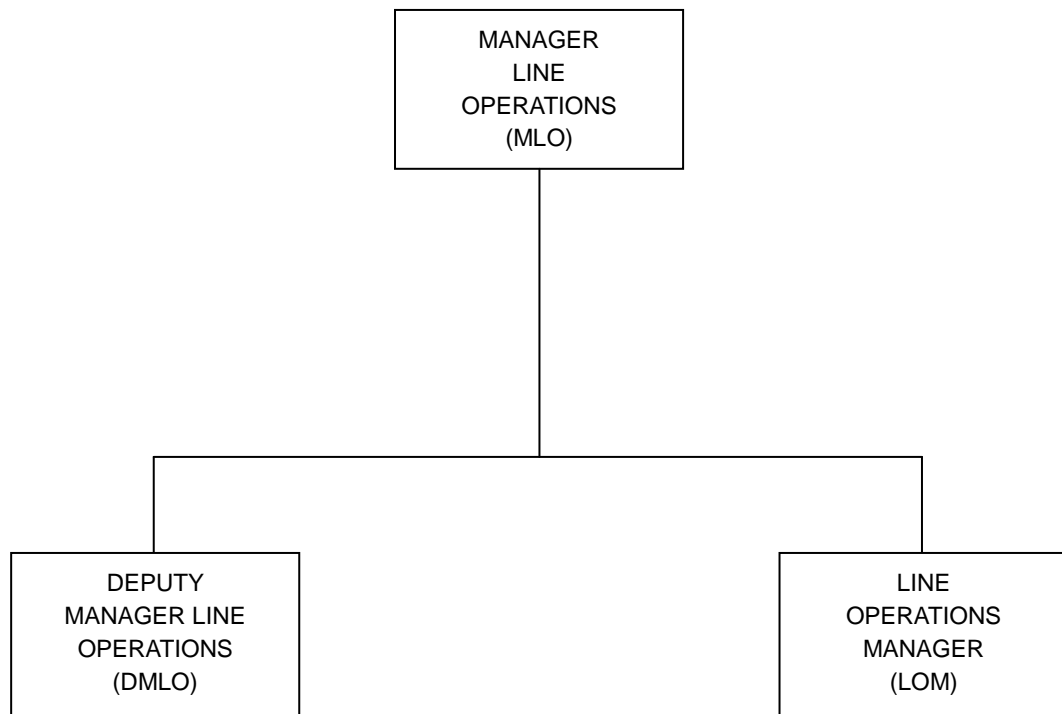 MANAGER
LINE
OPERATIONS
(MLO)
DEPUTY
MANAGER LINE
OPERATIONS
(DMLO)
LINE
OPERATIONS
MANAGER
(LOM)